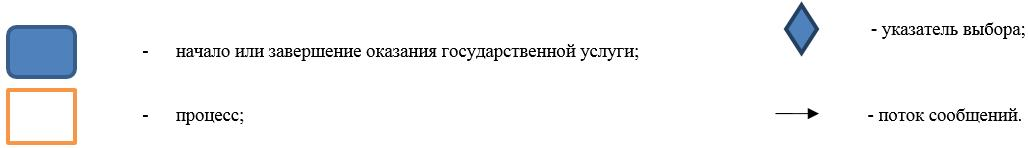 - начало или завершение оказания государственной услуги;
- указатель выбора;
- процесс;
- поток сообщений.